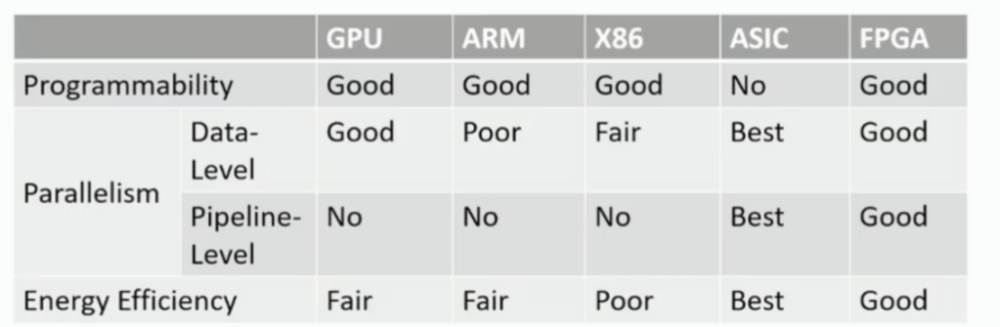 GPU ARM X86 ASIC FPGA
Programmability Good Good Good No Good
Parallelism
Data-
Level
Good Poor Fair Best Good
Pipeline-
Level
No No No Best Good
Energy Efficiency Fair Fair Poor Best Good